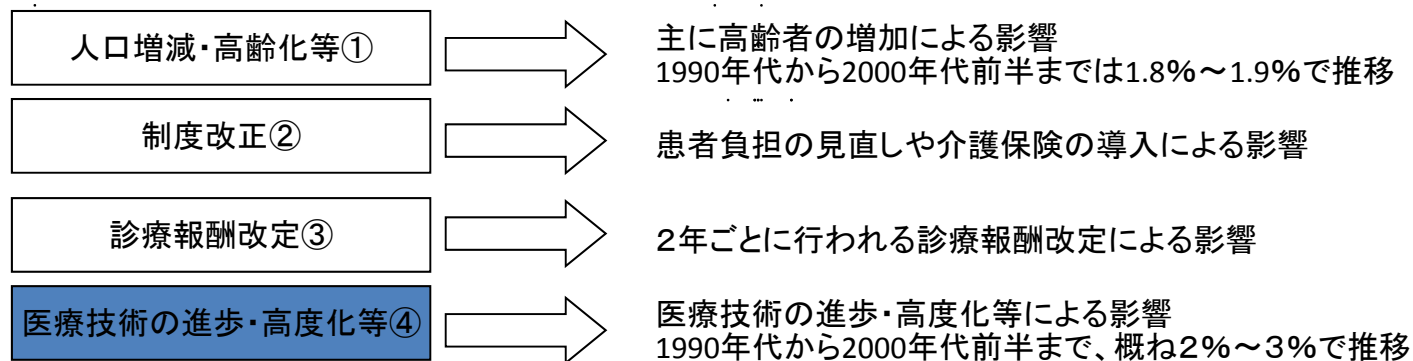 人口増減・高齢化等①
主に高齢者の増加による影響
1990年代から2000年代前半までは1.8%～1.9%で推移
制度改正②
患者負担の見直しや介護保険の導入による影響
診療報酬改定③
２年ごとに行われる診療報酬改定による影響
医療技術の進歩・高度化等④
医療技術の進歩・高度化等による影響
1990年代から2000年代前半まで、概ね２%～３%で推移